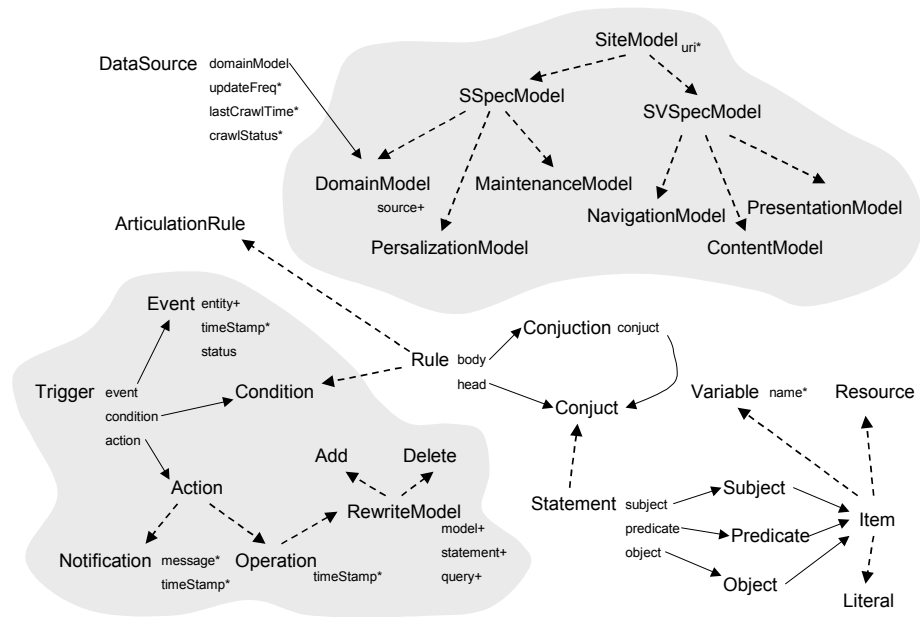 SiteModel uri*
DataSource domainModel
updateFreq*
lastCrawlTime*
crawlStatus*
SSpecModel
SVSpecModel
DomainModel
source+
MaintenanceModel
PersalizationModel
NavigationModel
PresentationModel
ContentModel
ArticulationRule
Event entity+
timeStamp*
status
Trigger event
condition
action
Condition
Rule body
head
Conjuction conjuct
Conjuct
Variable name*
Resource
Action
Add
Delete
RewriteModel
model+
statement+
query+
Notification message*
timeStamp*
Operation
timeStamp*
Statement subject
predicate
object
Subject
Predicate
Object
Item
Literal